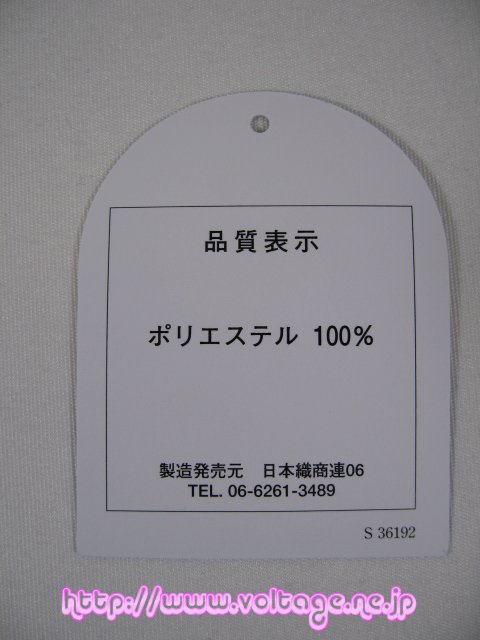 品質表示
ポリエステル 100%
製造発売元　日本織商連06
TEL. 06-6261-3489
S 36192
http://www.voltage.ne.jp